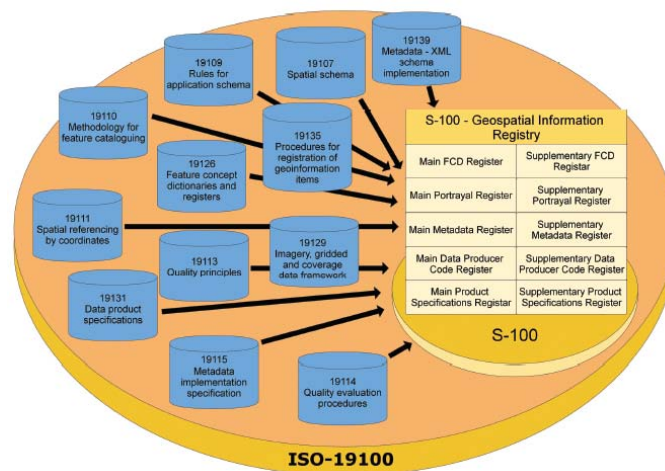 19139
Metadata - XML
schema
implementation
19109
Rules for
application schema
19107
Spatial schema
19110
Methodology for
feature cataloguing
19135
Procedures for
registration of
geoinformation
items
19126
Feature concept
dictionaries and
registers
19111
Spatial referencing
by coordinates
19113
Quality principles
19129
Imagery, gridded
and coverage
data framework
19131
Data product
specifications
19115
Metadata
implementation
specification
19114
Quality evaluation
procedures
S-100 - Geospatial Information
Registry
Main FCD Register
Supplementary FCD
Registar
Main Portrayal Register
Supplementary
Portrayal Register
Main Metadata Register
Supplementary
Metadata Register
Main Data Producer
Code Register
Supplementary Data
Producer Code Register
Main Product
Specifications Registar
Supplementary Product
Specifications Register
S-100
ISO-19100